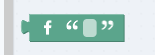 f “ ”